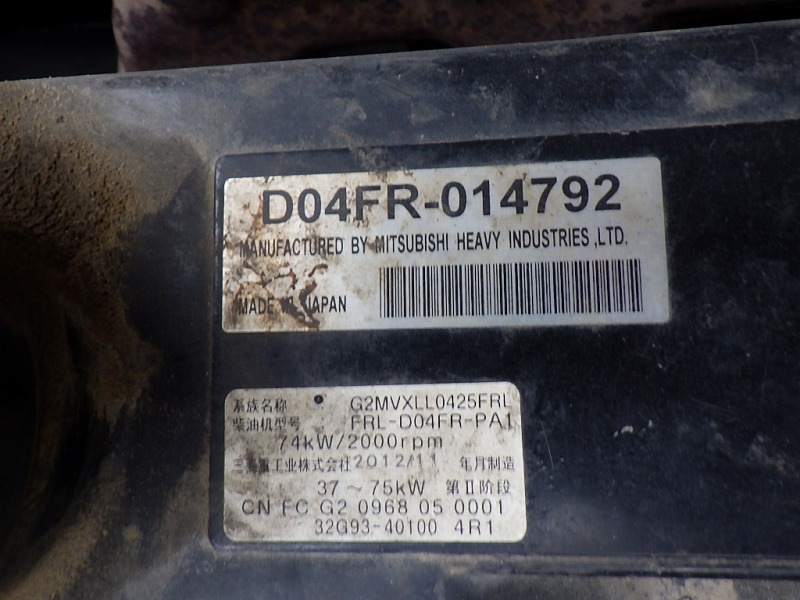 D04FR-014792
MANUFACTURED BY MITSUBISHI HEAVY INDUSTRIES ,LTD.
MADE IN JAPAN
系族名称 : G2MVXLL0425FRL
柴油机型号 FRL-D04FR-PA1
74kW/2000rpm
三菱重工业株式会社 2012/11 年月制造
37～75kW 第Ⅱ阶段
CN FC G2 0968 05 0001
32G93-40100 4R1